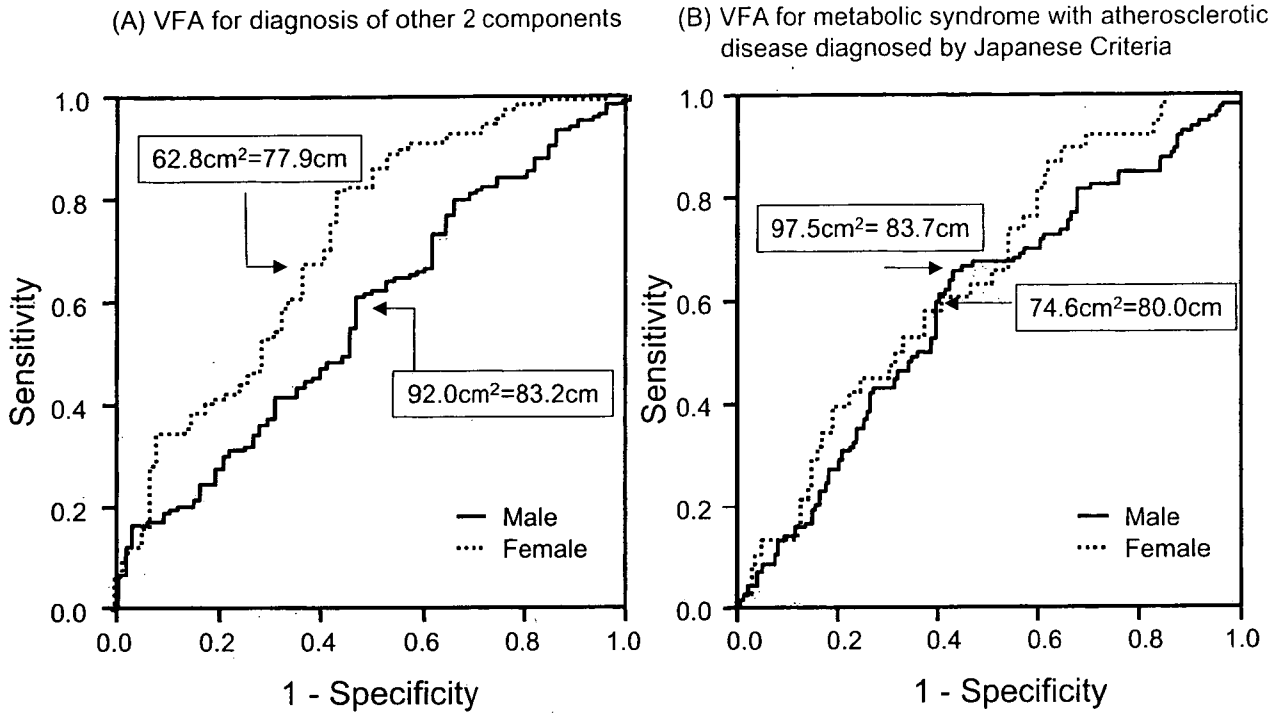 (A) VFA for diagnosis of other 2 components
(B) VFA for metabolic syndrome with atherosclerotic
disease diagnosed by Japanese Criteria
1.0
0.8
0.6
0.4
0.2
0.0
Sensitivity
62.8cm²=77.9cm
92.0cm²=83.2cm
Male
Female
0.0 0.2 0.4 0.6 0.8 1.0
1 - Specificity
1.0
0.8
0.6
0.4
0.2
0.0
Sensitivity
97.5cm²= 83.7cm
74.6cm²=80.0cm
Male
Female
0.0 0.2 0.4 0.6 0.8 1.0
1 - Specificity